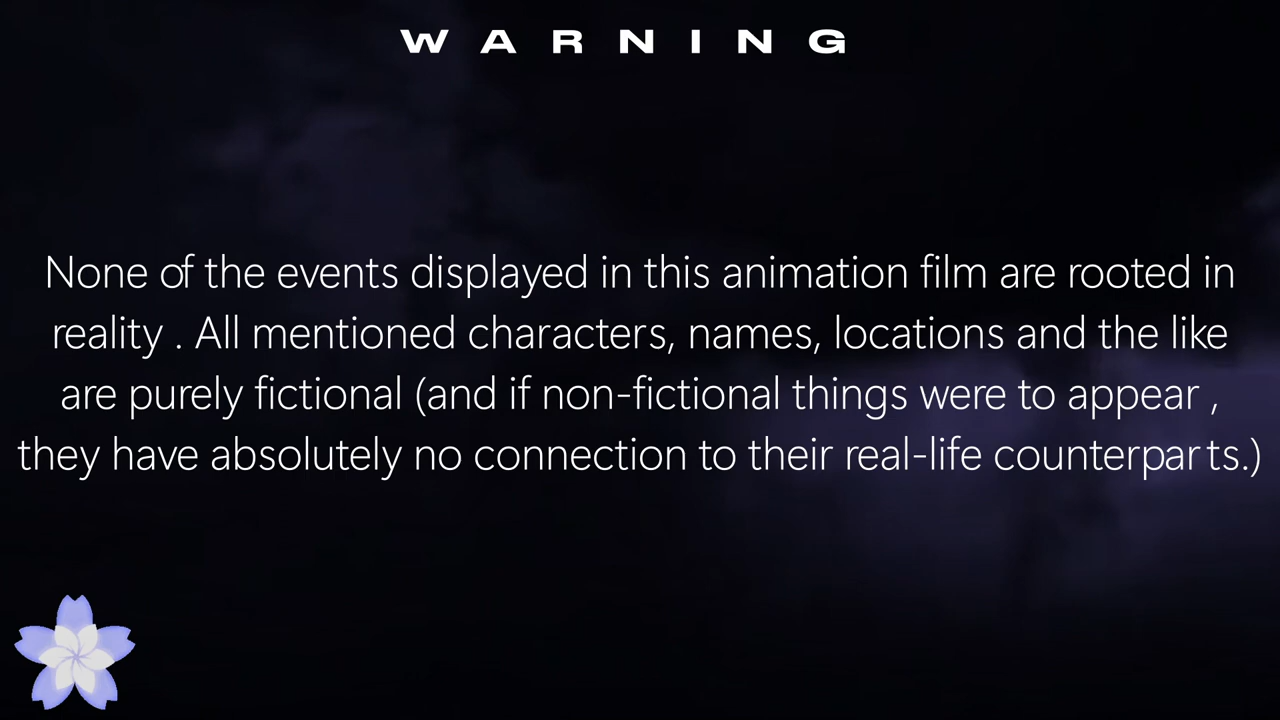 WARNING
None of the events displayed in this animation film are rooted in
reality . All mentioned characters, names, locations and the like
are purely fictional (and if non-fictional things were to appear ,
they have absolutely no connection to their real-life counterparts.)